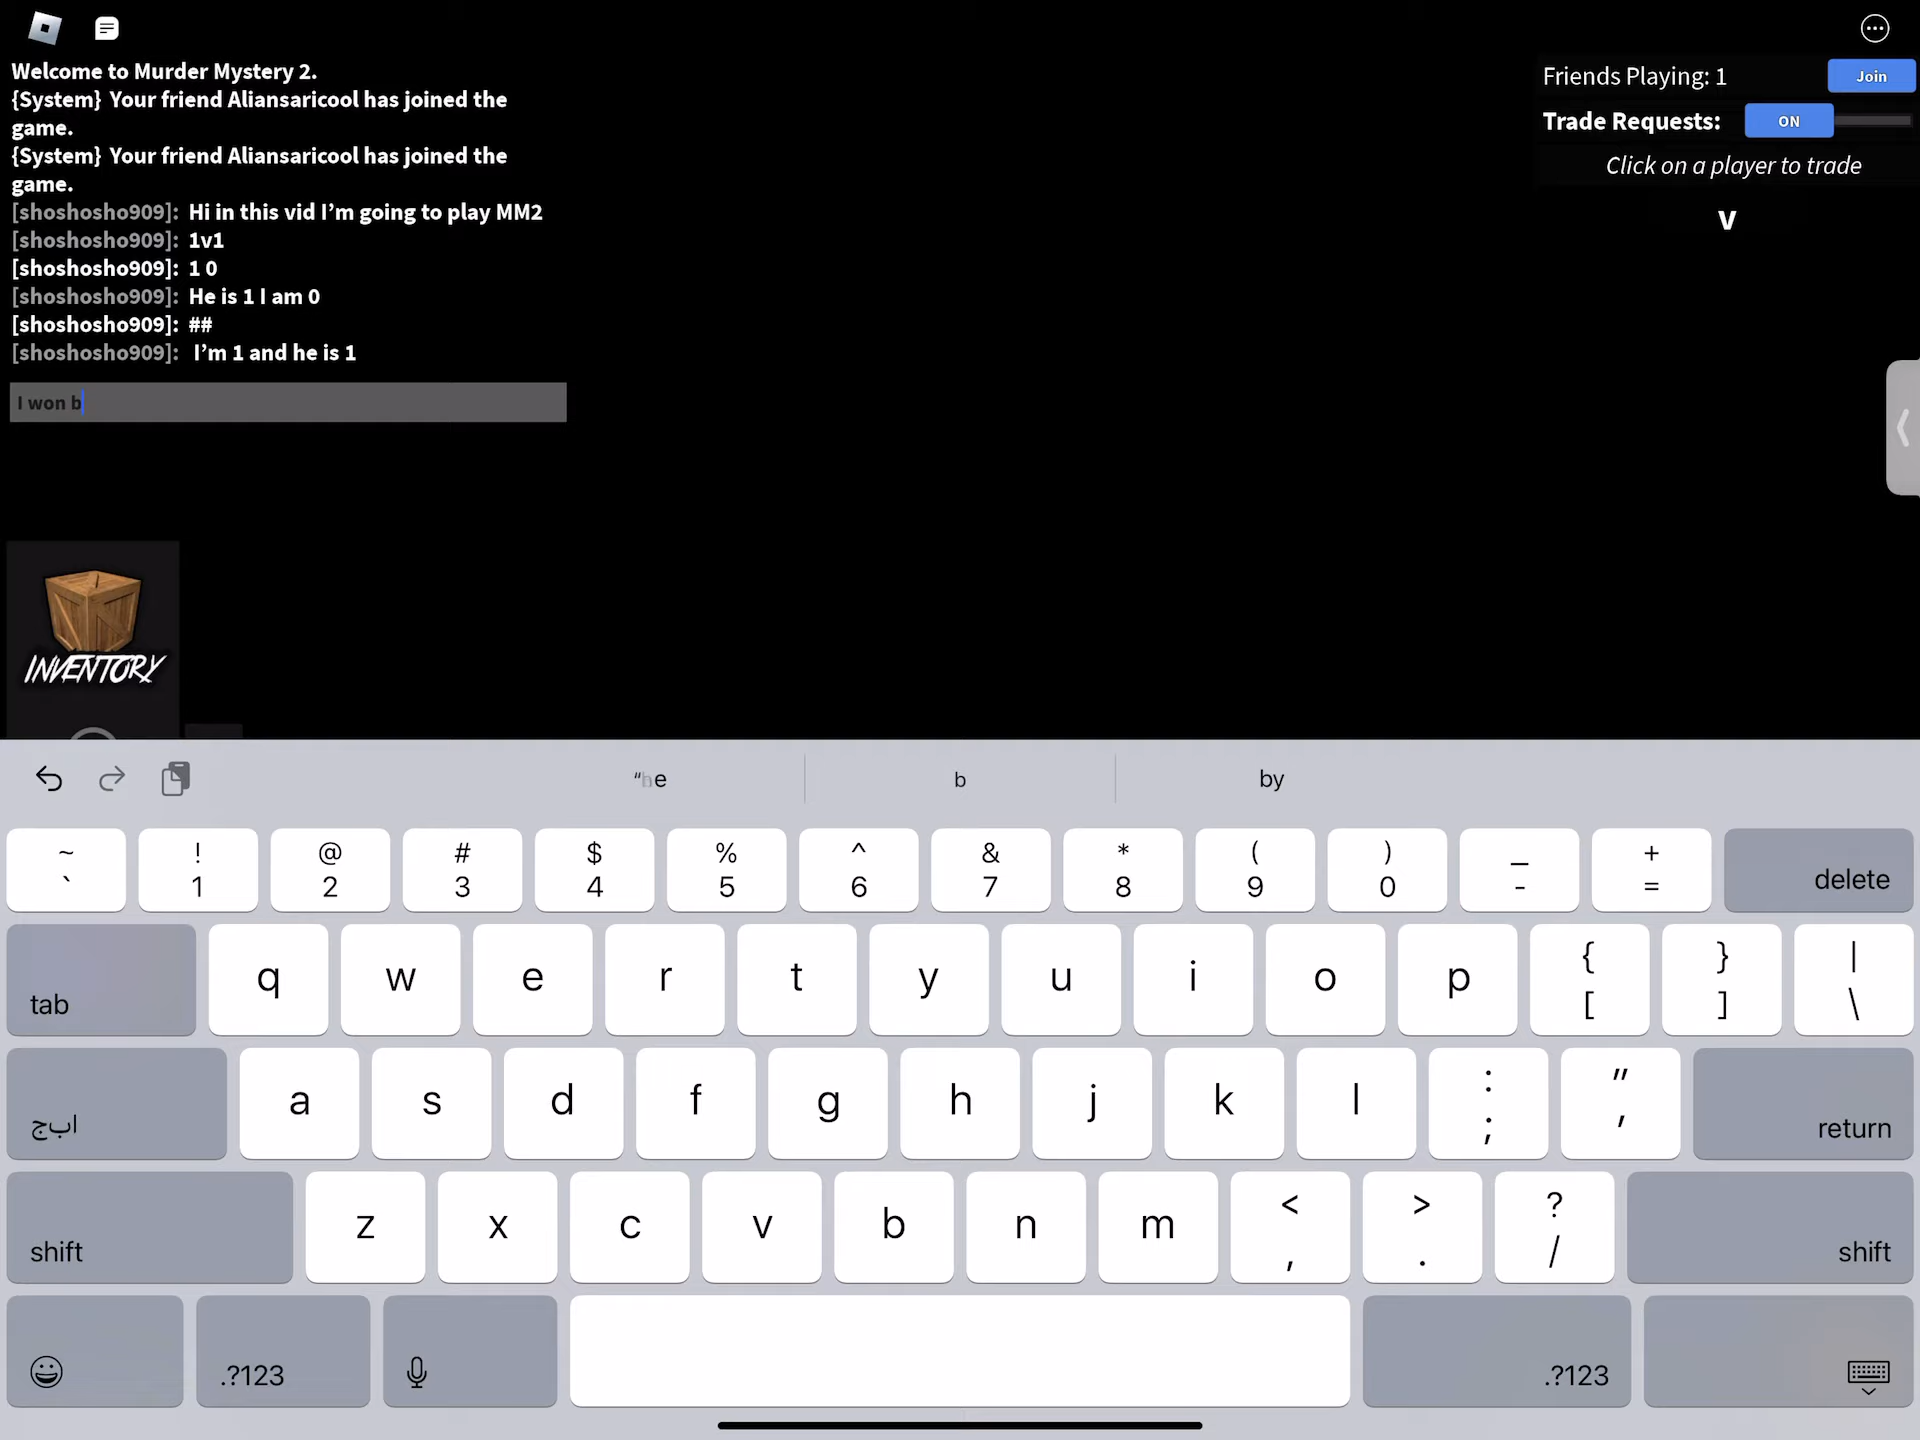 Welcome to Murder Mystery 2.
{System} Your friend Aliansaricool has joined the
game.
{System} Your friend Aliansaricool has joined the
game.
[shoshosho909]: Hi in this vid I’m going to play MM2
[shoshosho909]: 1v1
[shoshosho909]: 1 0
[shoshosho909]: He is 1 I am 0
[shoshosho909]: ##
[shoshosho909]: I’m 1 and he is 1
I won b
Friends Playing: 1 Join
Trade Requests: ON
Click on a player to trade
V
INVENTORY
b by
~ ! @ # $ % ^ & * ( ) _ +
` 1 2 3 4 5 6 7 8 9 0 - = delete
tab q w e r t y u i o p { [ } ] | \
ابج a s d f g h j k l : ; " ' return
shift z x c v b n m < , > . ? / shift
.?123 .?123